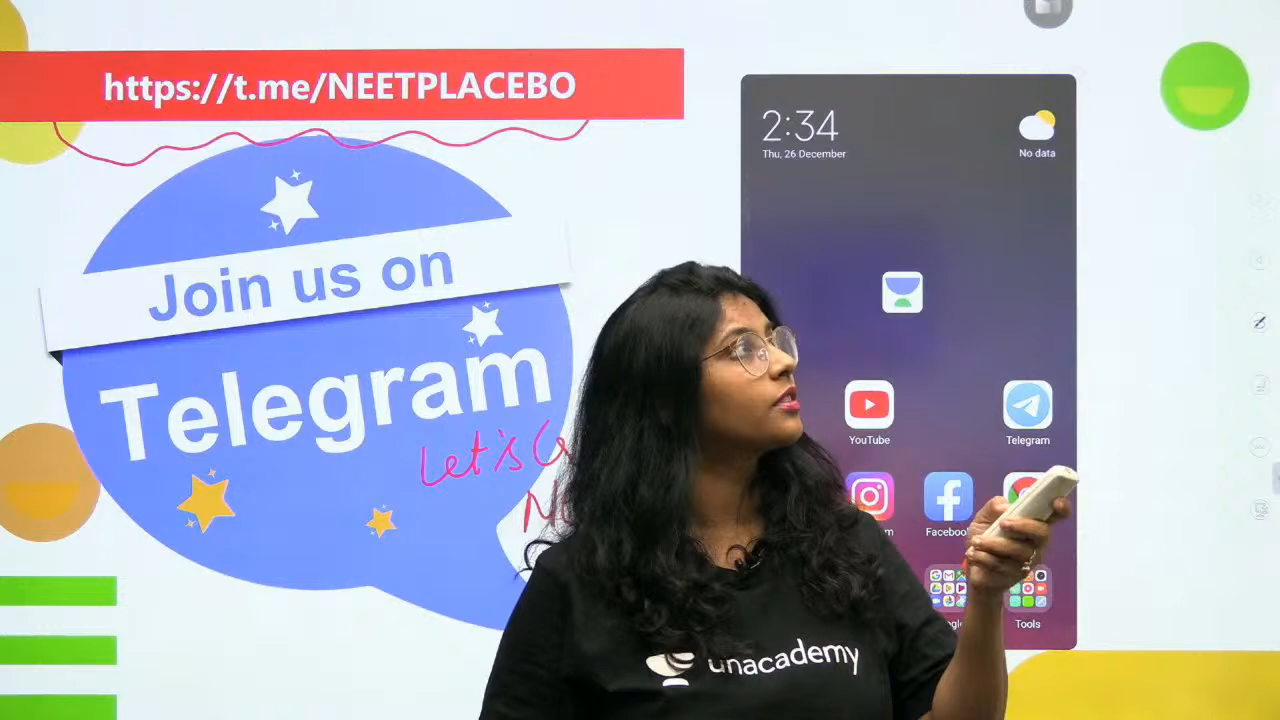 https://t.me/NEETPLACEBO
Join us on
Telegram
Let's
2:34
Thu, 26 December
No data
YouTube
Telegram
Facebook
Tools
unacademy